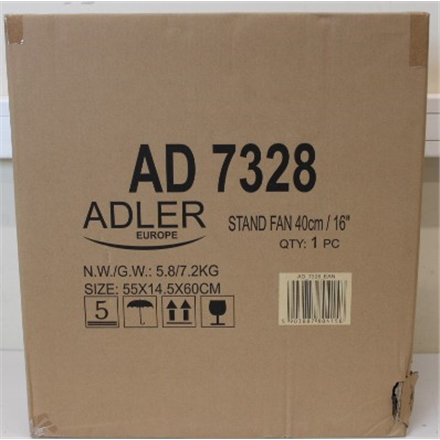 AD 7328
ADLER
EUROPE
STAND FAN 40cm / 16"
QTY: 1 PC
N.W./G.W.: 5.8/7.2KG
SIZE: 55X14.5X60CM
5
AD 7328 EAN